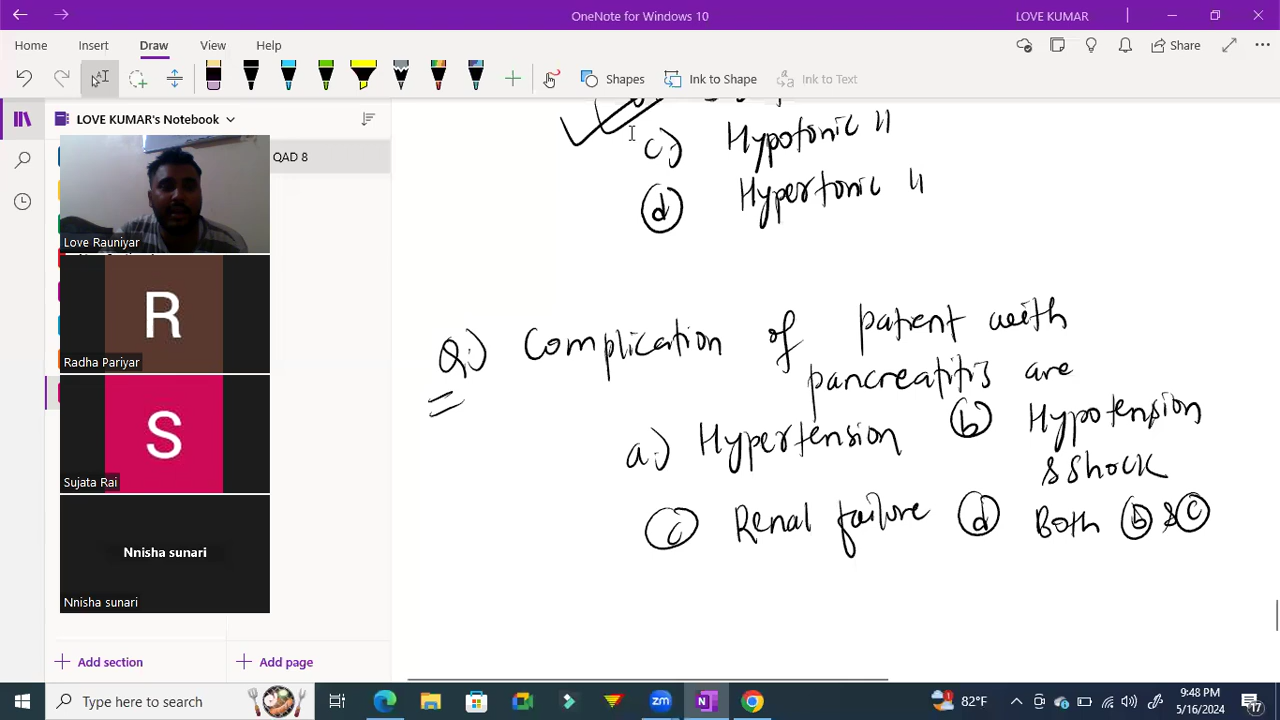 OneNote for Windows 10
LOVE KUMAR
Home Insert Draw View Help
Share
Shapes
Ink to Shape
Ink to Text
LOVE KUMAR's Notebook
QAD 8
Love Rauniyar
R
Radha Pariyar
S
Sujata Rai
Nnisha sunari
Nnisha sunari
Add section
Add page
c) Hypotonic "
d Hypertonic "
Q:) Complication of patient with
pancreatitis are
a.) Hypertension b Hypotension
& Shock
c Renal failure d Both b & c
Type here to search
zm
N
82°F
9:48 PM
5/16/2024
17